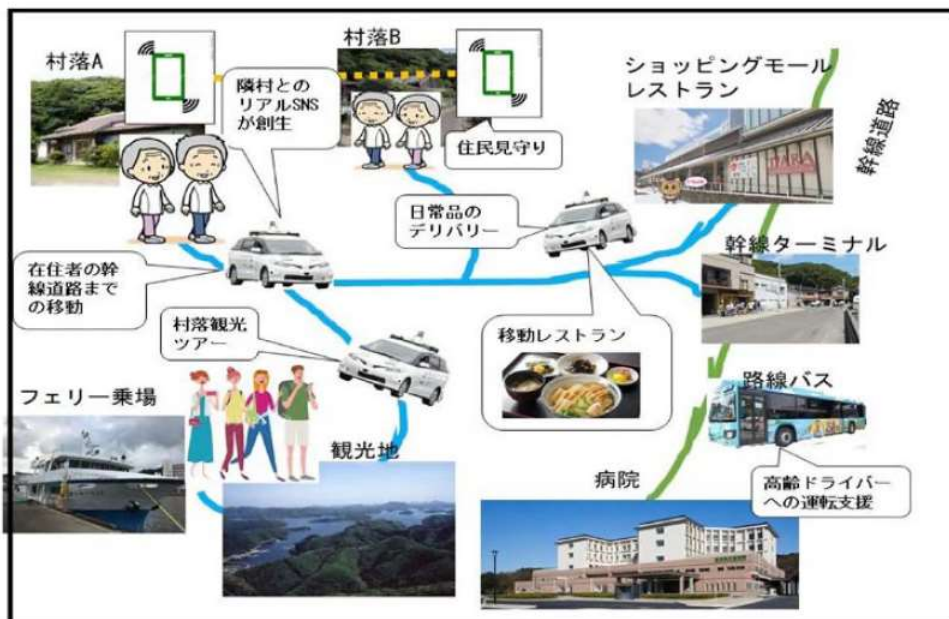 村落A
村落B
隣村との
リアルSNS
が創生
住民見守り
ショッピングモール
レストラン
幹線道路
日常品の
デリバリー
幹線ターミナル
在住者の幹
線道路まで
の移動
村落観光
ツアー
移動レストラン
フェリー乗場
観光地
路線バス
病院
高齢ドライバー
への運転支援